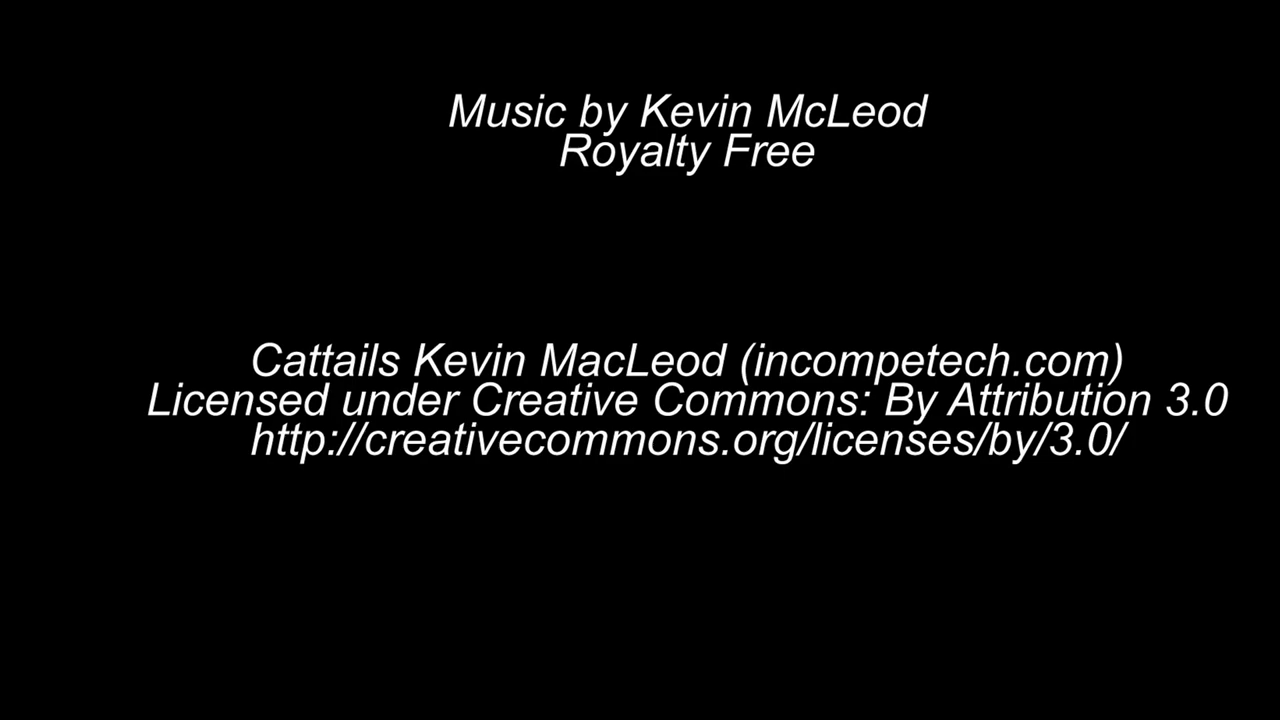 Music by Kevin McLeod
Royalty Free
Cattails Kevin MacLeod (incompetech.com)
Licensed under Creative Commons: By Attribution 3.0
http://creativecommons.org/licenses/by/3.0/